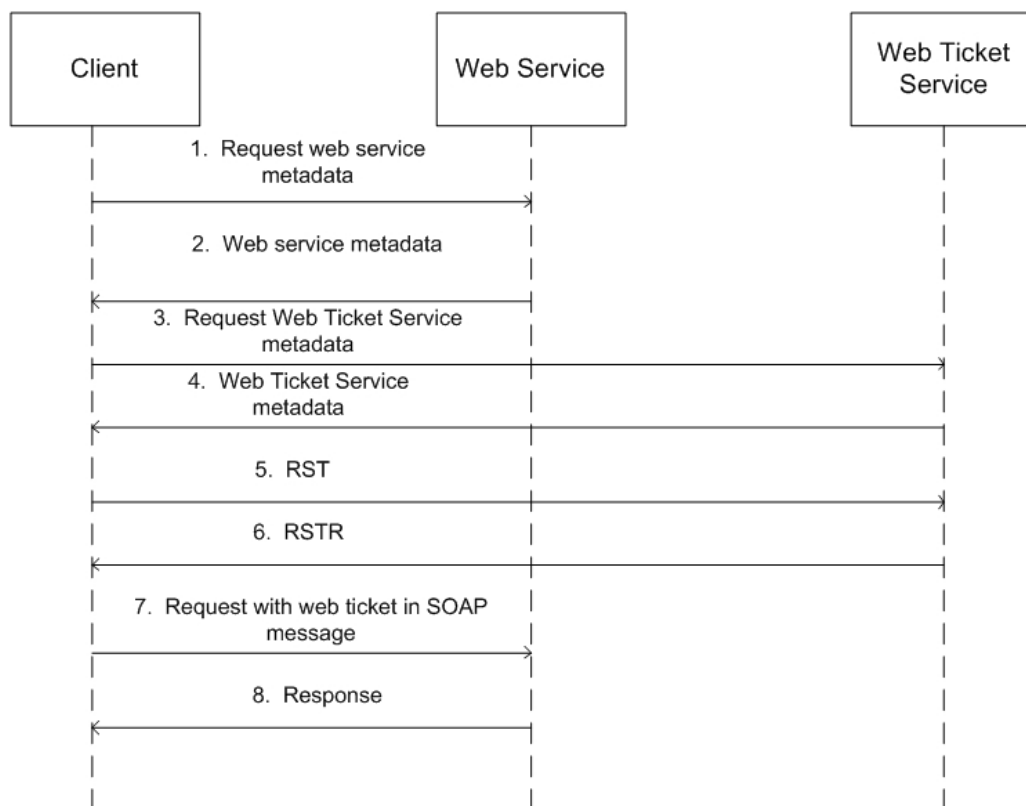 Client
Web Service
Web Ticket
Service
1.  Request web service
metadata
2.  Web service metadata
3.  Request Web Ticket Service
metadata
4.  Web Ticket Service
metadata
5.  RST
6.  RSTR
7.  Request with web ticket in SOAP
message
8.  Response